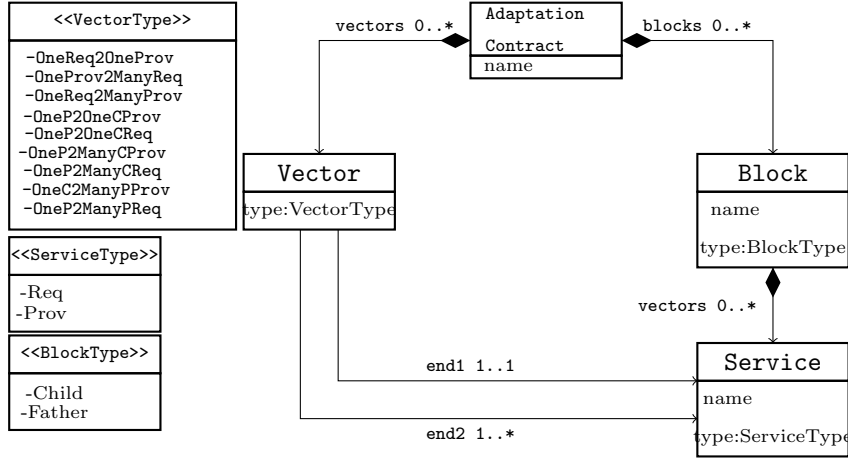 <<VectorType>>
-OneReq2OneProv
-OneProv2ManyReq
-OneReq2ManyProv
-OneP2OneCProv
-OneP2OneCReq
-OneP2ManyCProv
-OneP2ManyCReq
-OneC2ManyPProv
-OneP2ManyPReq
<<ServiceType>>
-Req
-Prov
<<BlockType>>
-Child
-Father
vectors 0..*
Adaptation
Contract
name
blocks 0..*
Vector
type:VectorType
Block
name
type:BlockType
vectors 0..*
end1 1..1
end2 1..*
Service
name
type:ServiceType